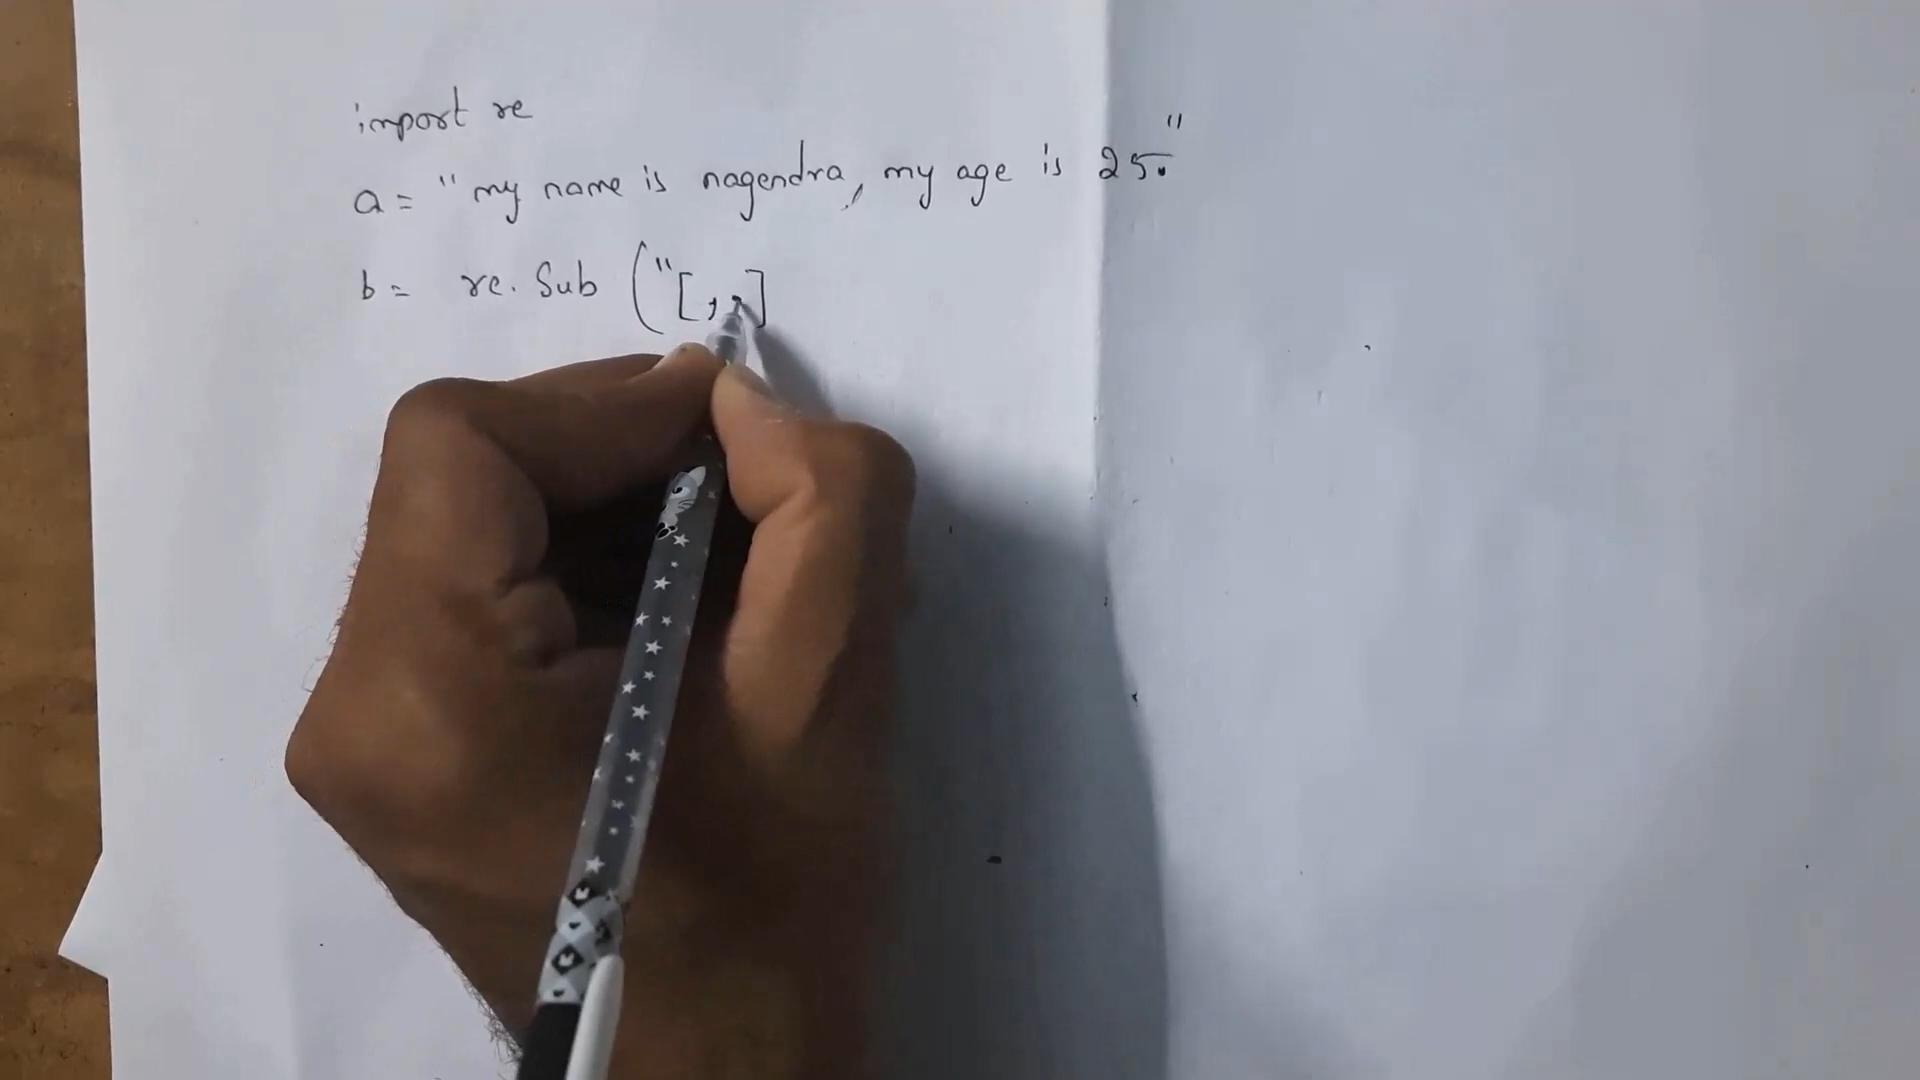 import re
a = "my name is nagendra, my age is 25."
b = re. Sub ("[,.]